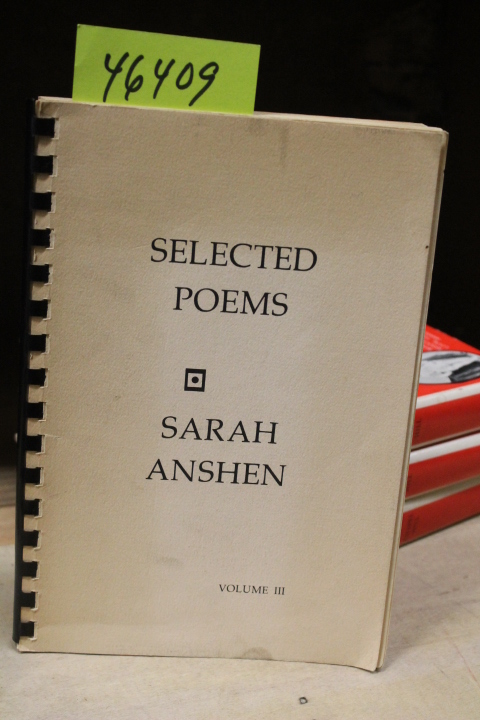 46409
SELECTED
POEMS
SARAH
ANSHEN
VOLUME III